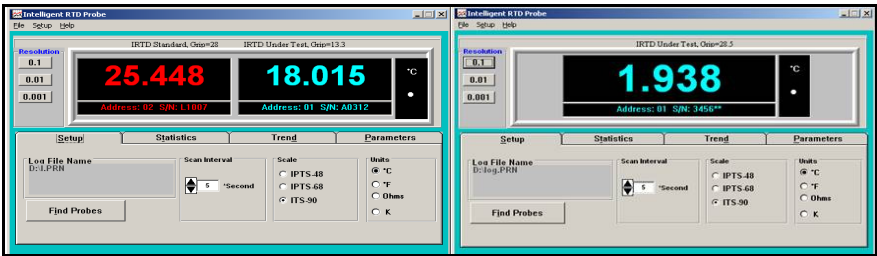 Intelligent RTD Probe
File Setup Help
IRTD Standard, Grip=28 IRTD Under Test, Grip=13.3
Resolution
0.1
0.01
0.001
25.448
Address: 02 S/N: L1007
18.015
Address: 01 S/N: A0312
°C
Setup Statistics Trend Parameters
Log File Name
D:\1.PRN
Find Probes
Scan Interval
5 *Second
Scale
IPTS-48
IPTS-68
ITS-90
Units
°C
°F
Ohms
K
Intelligent RTD Probe
File Setup Help
IRTD Under Test, Grip=28.5
Resolution
0.1
0.01
0.001
1.938
Address: 01 S/N: 3456**
°C
Setup Statistics Trend Parameters
Log File Name
D:\log.PRN
Find Probes
Scan Interval
5 *Second
Scale
IPTS-48
IPTS-68
ITS-90
Units
°C
°F
Ohms
K